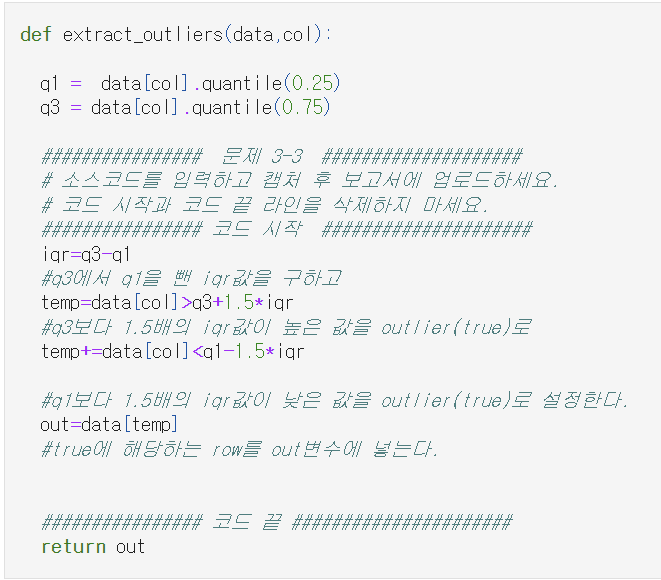 def extract_outliers(data,col):
q1 =  data[col].quantile(0.25)
q3 = data[col].quantile(0.75)
############### 문제 3-3 ##################
# 소스코드를 입력하고 캡처 후 보고서에 업로드하세요.
# 코드 시작과 코드 끝 라인을 삭제하지 마세요.
############### 코드 시작 ###################
iqr=q3-q1
#q3에서 q1을 뺀 iqr값을 구하고
temp=data[col]>q3+1.5*iqr
#q3보다 1.5배의 iqr값이 높은 값을 outlier(true)로
temp+=data[col]<q1-1.5*iqr
#q1보다 1.5배의 iqr값이 낮은 값을 outlier(true)로 설정한다.
out=data[temp]
#true에 해당하는 row를 out변수에 넣는다.
############### 코드 끝 ####################
return out